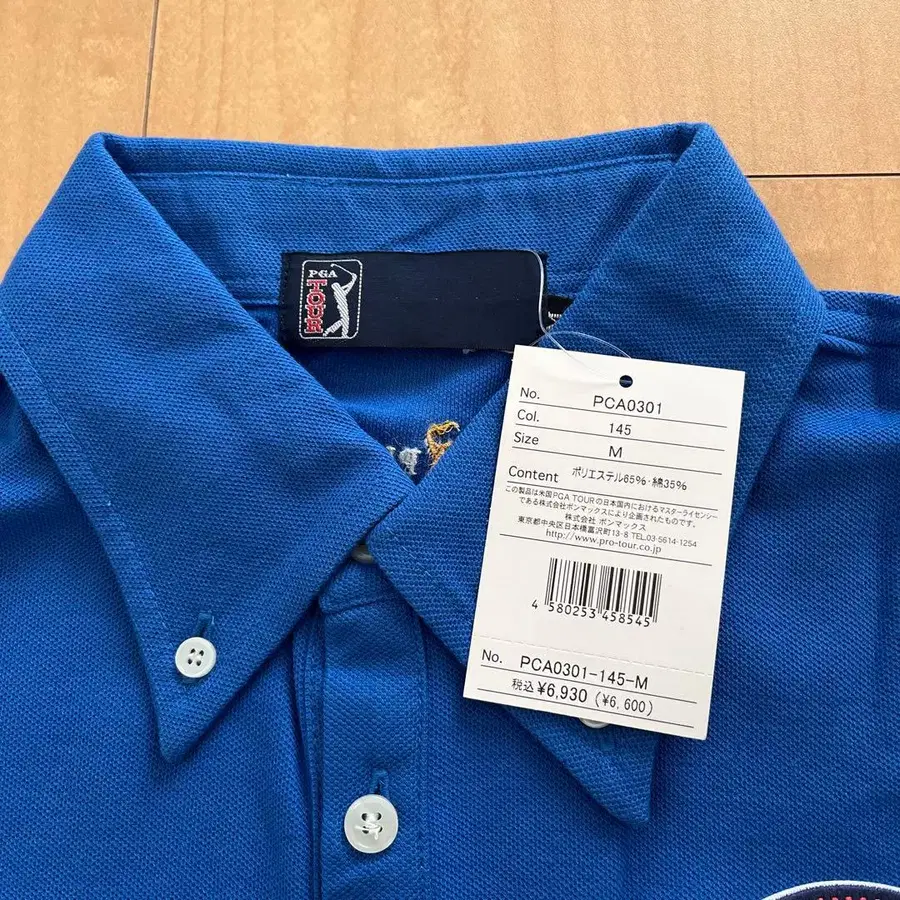 PGA
TOUR
No. PCA0301
Col. 145
Size M
Content ポリエステル65%・綿35%
この製品は米国PGA TOURの日本国内におけるマスターライセンシー
である株式会社ボンマックスにより企画されたものです。
株式会社 ボンマックス
東京都中央区日本橋富沢町13-8 TEL.03-5614-1254
http://www.pro-tour.co.jp
4 580253 458545
No. PCA0301-145-M
税込 ¥6,930 (¥6,600)